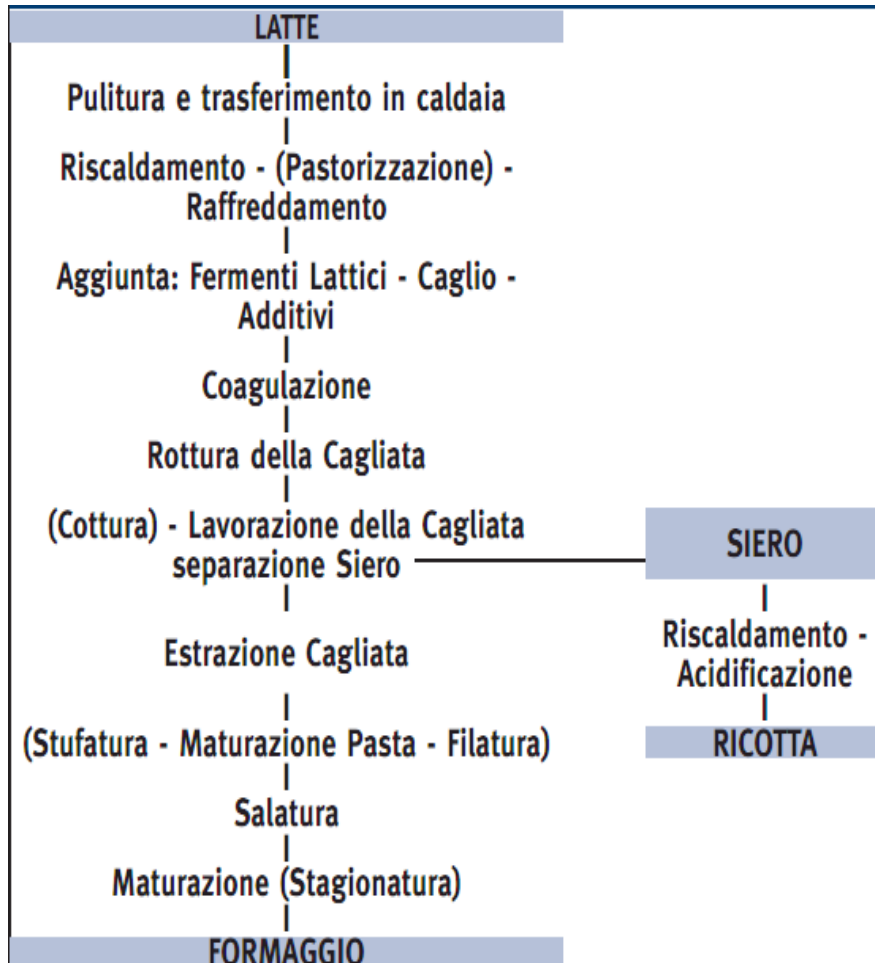 LATTE
Pulitura e trasferimento in caldaia
Riscaldamento - (Pastorizzazione) -
Raffreddamento
Aggiunta: Fermenti Lattici - Caglio -
Additivi
Coagulazione
Rottura della Cagliata
(Cottura) - Lavorazione della Cagliata
separazione Siero
SIERO
Riscaldamento -
Acidificazione
RICOTTA
Estrazione Cagliata
(Stufatura - Maturazione Pasta - Filatura)
Salatura
Maturazione (Stagionatura)
FORMAGGIO